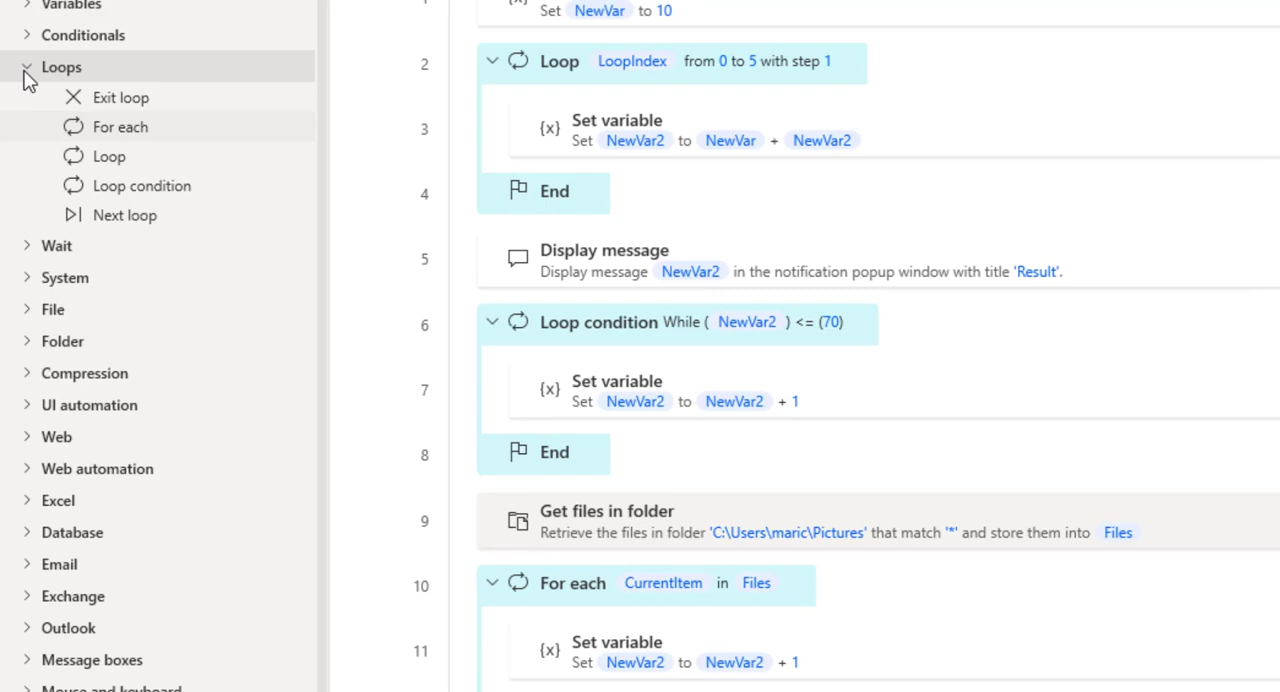 Variables
Conditionals
Loops
Exit loop
For each
Loop
Loop condition
Next loop
Wait
System
File
Folder
Compression
UI automation
Web
Web automation
Excel
Database
Email
Exchange
Outlook
Message boxes
Mouse and keyboard
1
{x} Set NewVar to 10
2
Loop LoopIndex from 0 to 5 with step 1
3
{x} Set variable
Set NewVar2 to NewVar + NewVar2
4
End
5
Display message
Display message NewVar2 in the notification popup window with title 'Result'.
6
Loop condition While ( NewVar2 ) <= (70)
7
{x} Set variable
Set NewVar2 to NewVar2 + 1
8
End
9
Get files in folder
Retrieve the files in folder 'C:\Users\maric\Pictures' that match '*' and store them into Files
10
For each CurrentItem in Files
11
{x} Set variable
Set NewVar2 to NewVar2 + 1